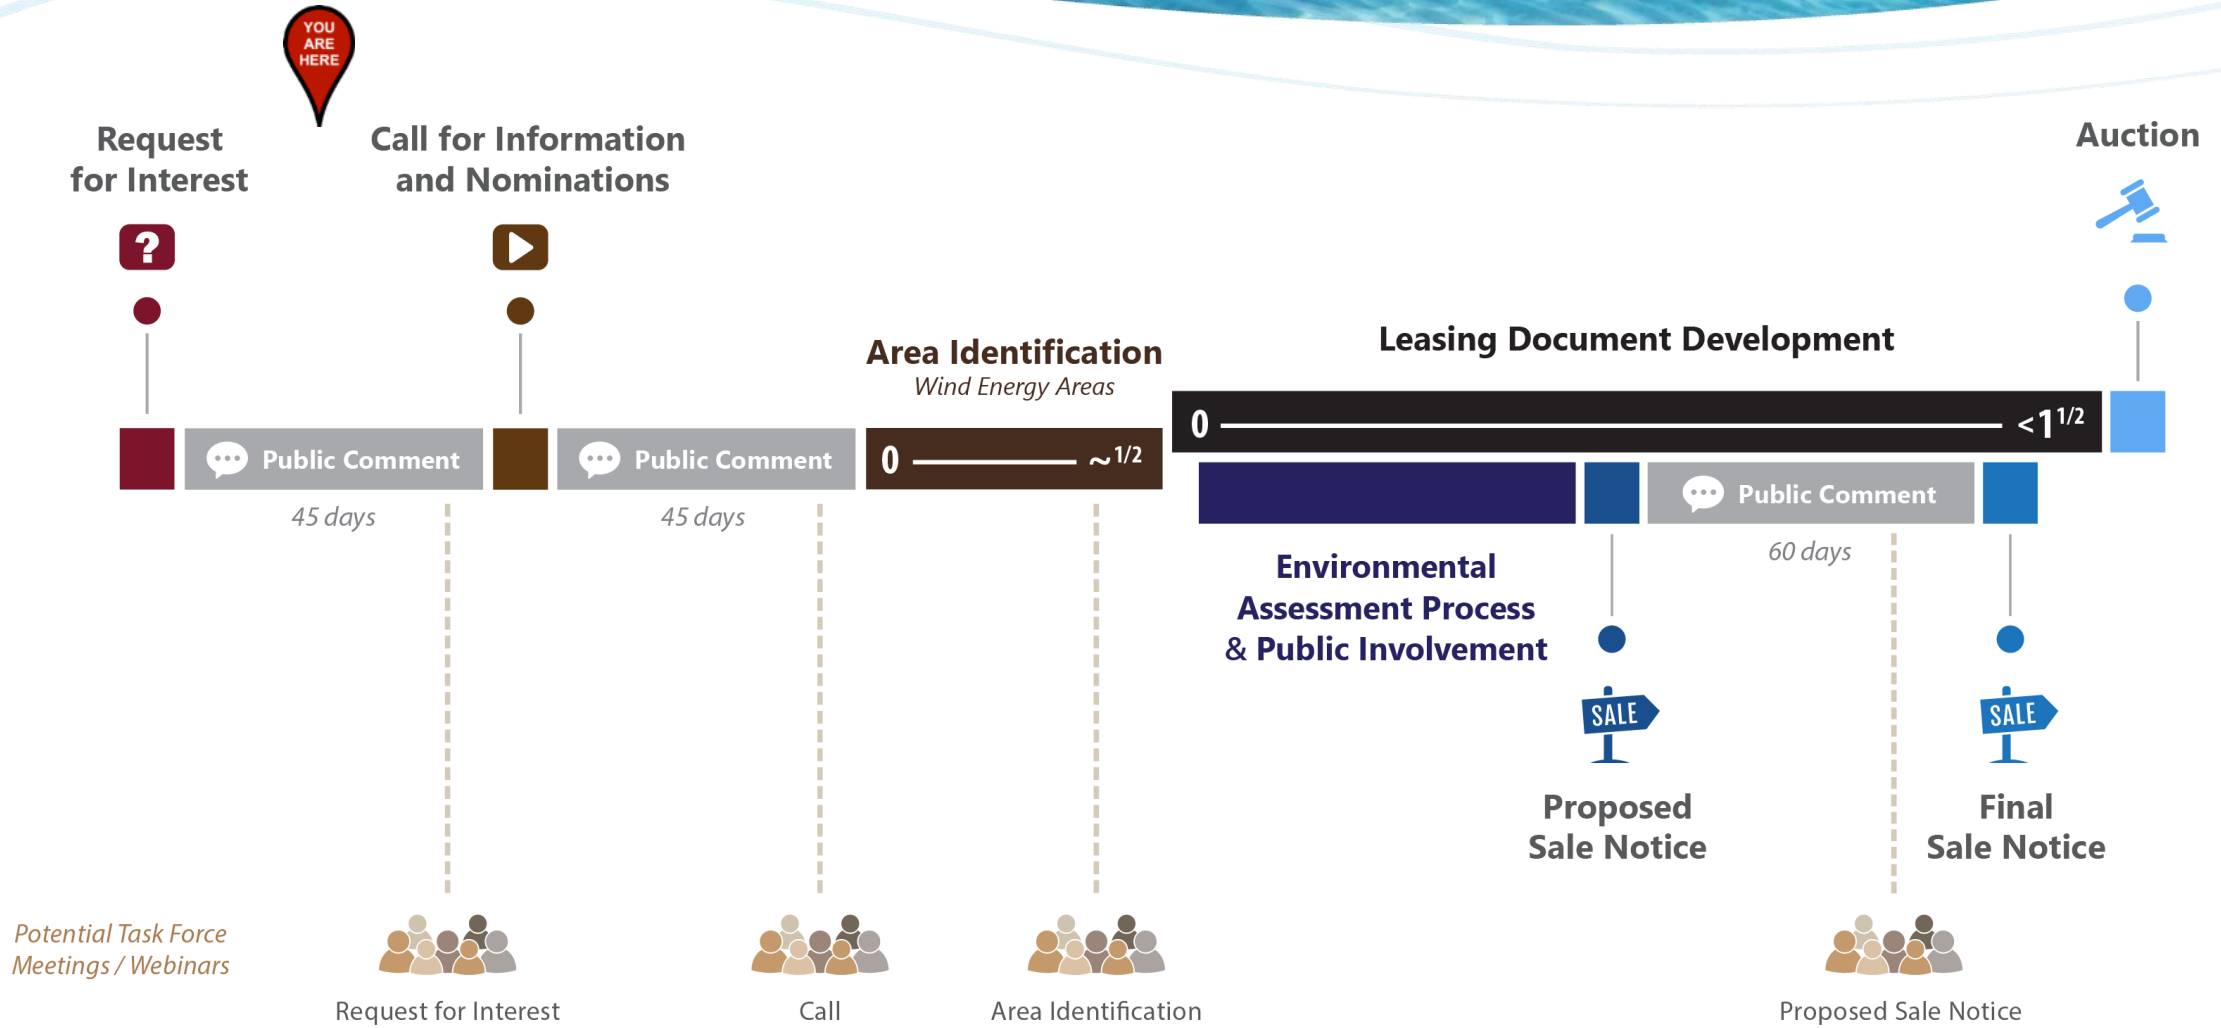 YOU
ARE
HERE
Request
for Interest
Call for Information
and Nominations
Auction
?
Area Identification
Wind Energy Areas
Leasing Document Development
0 <1 1/2
Public Comment
Public Comment
0 ~1/2
45 days
45 days
Public Comment
60 days
Environmental
Assessment Process
& Public Involvement
SALE
SALE
Proposed
Sale Notice
Final
Sale Notice
Potential Task Force
Meetings / Webinars
Request for Interest
Call
Area Identification
Proposed Sale Notice